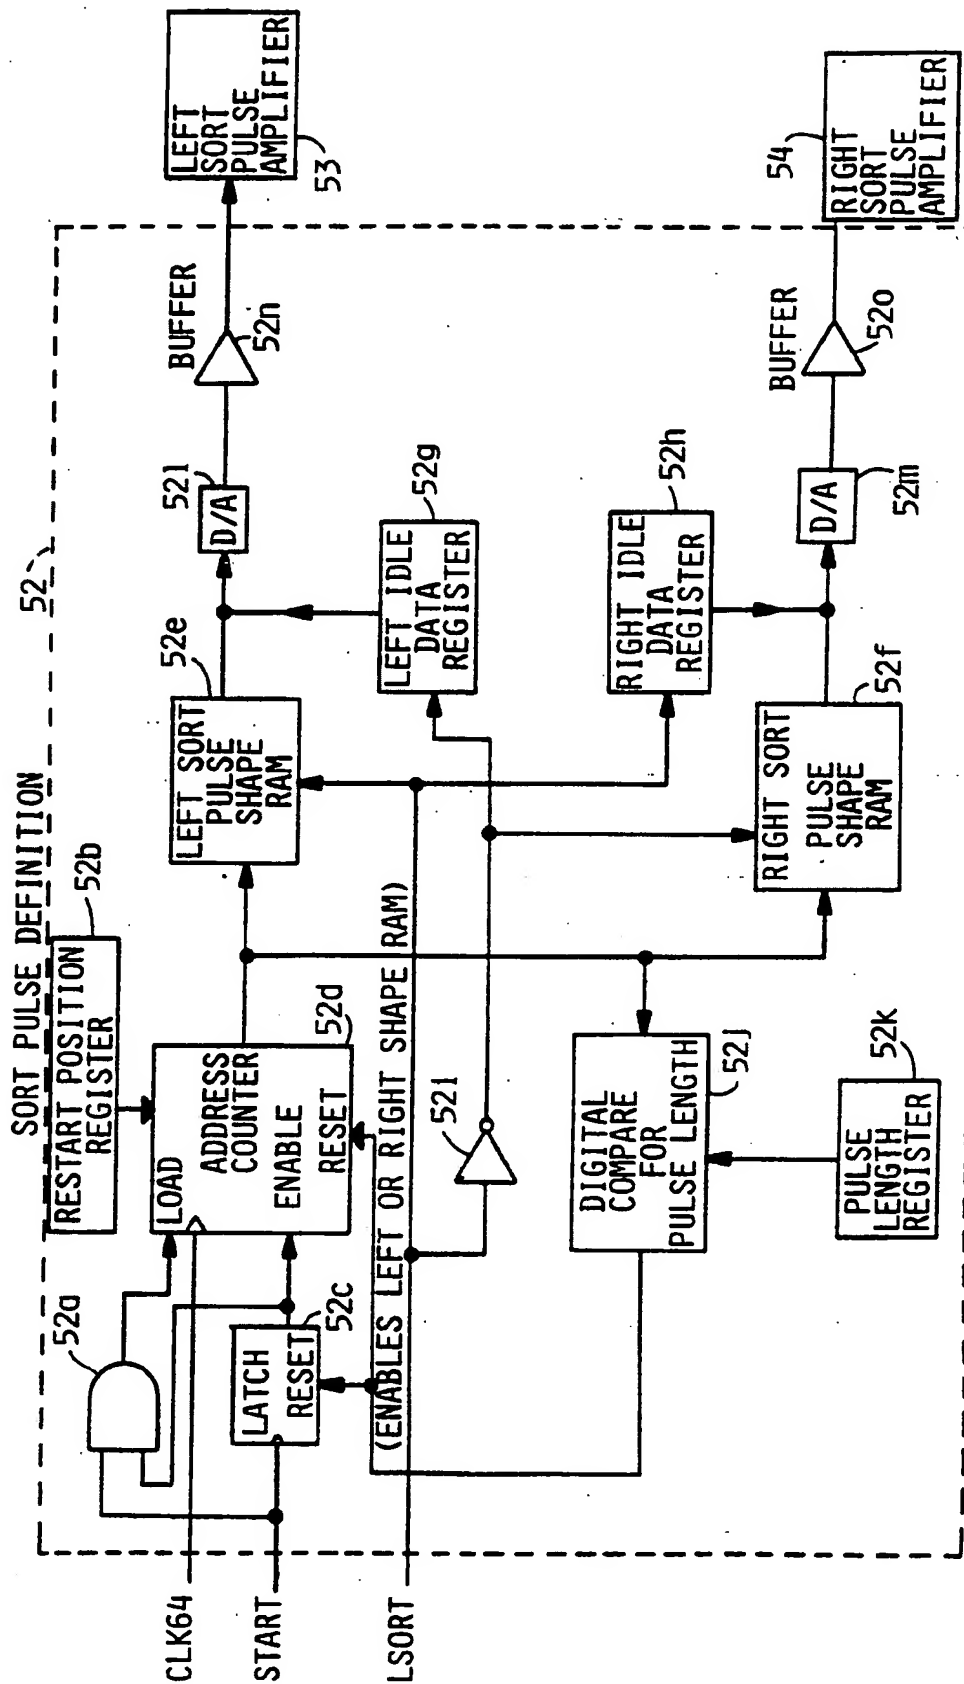 SORT PULSE DEFINITION
52
RESTART POSITION
REGISTER
52b
52a
LOAD
ADDRESS
COUNTER
ENABLE
RESET
52d
LATCH
RESET
52c
CLK64
START
LSORT
(ENABLES LEFT OR RIGHT SHAPE RAM)
521
LEFT SORT
PULSE
SHAPE
RAM
52e
D/A
521
BUFFER
52n
LEFT
SORT
PULSE
AMPLIFIER
53
LEFT IDLE
DATA
REGISTER
52g
RIGHT IDLE
DATA
REGISTER
52h
DIGITAL
COMPARE
FOR
PULSE LENGTH
52j
PULSE
LENGTH
REGISTER
52k
RIGHT SORT
PULSE
SHAPE
RAM
52f
D/A
52m
BUFFER
52o
RIGHT
SORT
PULSE
AMPLIFIER
54